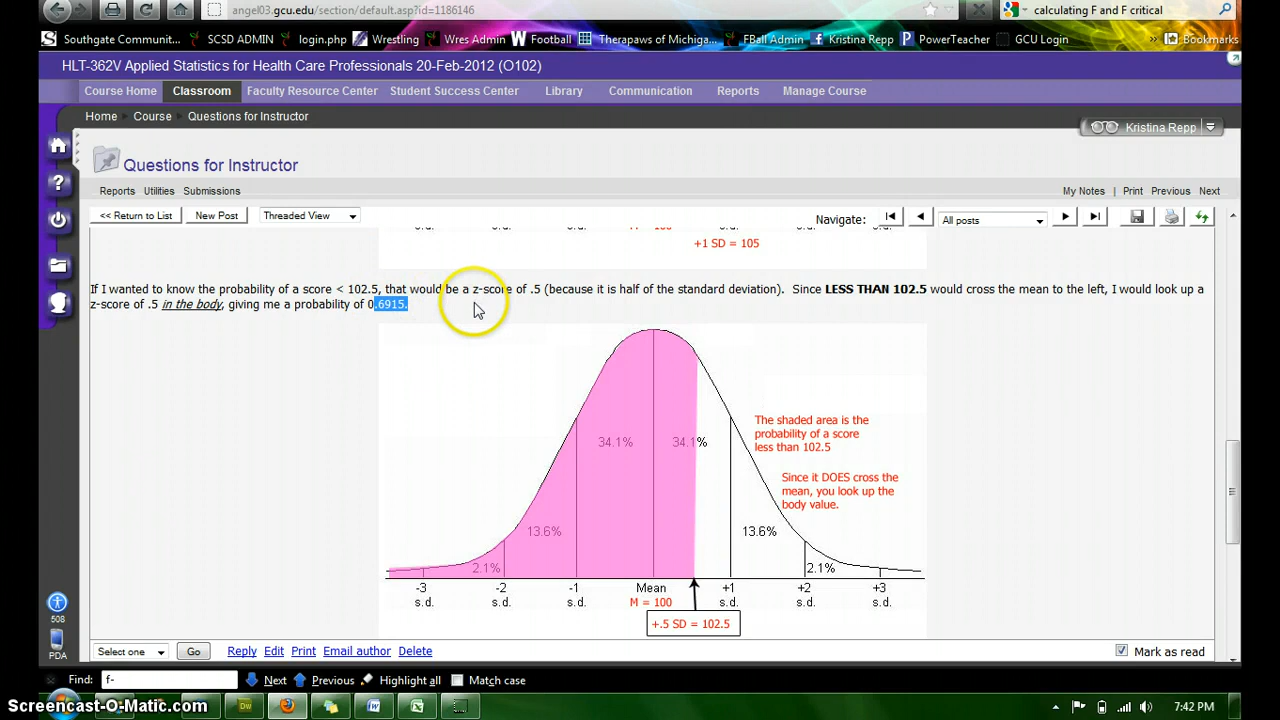 angel03.gcu.edu/section/default.asp?id=1186146
calculating F and F critical
Southgate Communit...
SCSD ADMIN
login.php
Wrestling
Wres Admin
Football
Therapaws of Michiga...
FBall Admin
Kristina Repp
PowerTeacher
GCU Login
»
Bookmarks
HLT-362V Applied Statistics for Health Care Professionals 20-Feb-2012 (O102)
Course Home
Classroom
Faculty Resource Center
Student Success Center
Library
Communication
Reports
Manage Course
Home > Course > Questions for Instructor
Kristina Repp
Questions for Instructor
Reports Utilities Submissions
My Notes | Print Previous Next
<< Return to List
New Post
Threaded View
Navigate:
All posts
+1 SD = 105
If I wanted to know the probability of a score < 102.5, that would be a z-score of .5 (because it is half of the standard deviation). Since LESS THAN 102.5 would cross the mean to the left, I would look up a
z-score of .5 in the body, giving me a probability of 0.6915.
34.1%
34.1%
The shaded area is the
probability of a score
less than 102.5
Since it DOES cross the
mean, you look up the
body value.
13.6%
13.6%
2.1%
2.1%
-3 -2 -1 Mean +1 +2 +3
s.d. s.d. s.d. M = 100 s.d. s.d. s.d.
+.5 SD = 102.5
508
PDA
Select one
Go
Reply Edit Print Email author Delete
Mark as read
Find: f-
Next
Previous
Highlight all
Match case
Screencast-O-Matic.com
7:42 PM